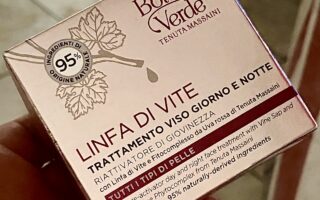 Verde
TENUTA MASSAINI
INGREDIENTI DI
95%
ORIGINE NATURALE
LINFA DI VITE
TRATTAMENTO VISO GIORNO E NOTTE
RIATTIVATORE DI GIOVINEZZA
con Linfa di Vite e Fitocomplesso da Uva rossa di Tenuta Massaini
TUTTI I TIPI DI PELLE
day and night face treatment with Vine Sap and
Phytocomplex from Tenuta Massaini
95% naturally-derived ingredients